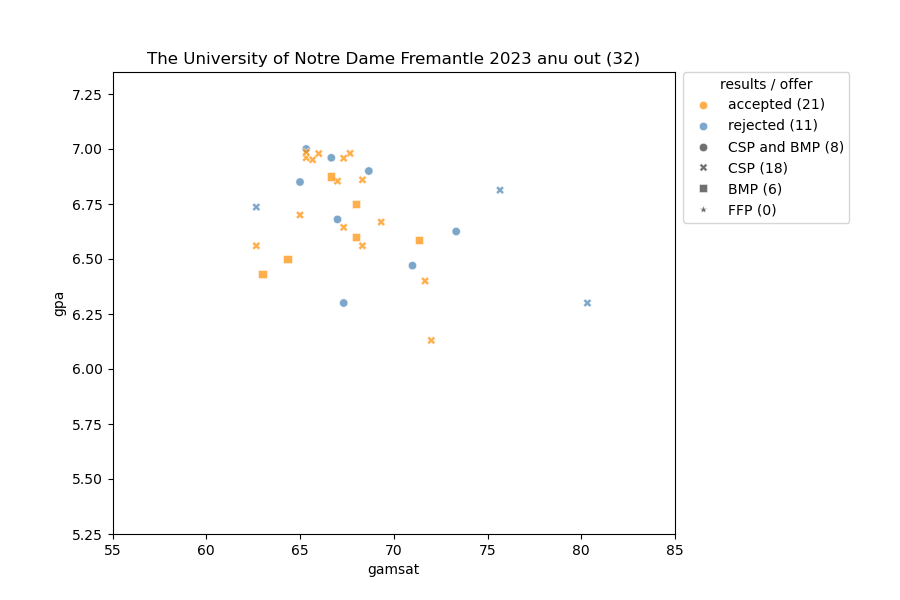 The University of Notre Dame Fremantle 2023 anu out (32)
results / offer
accepted (21)
rejected (11)
CSP and BMP (8)
CSP (18)
BMP (6)
FFP (0)
7.25
7.00
6.75
6.50
6.25
6.00
5.75
5.50
5.25
gpa
55 60 65 70 75 80 85
gamsat